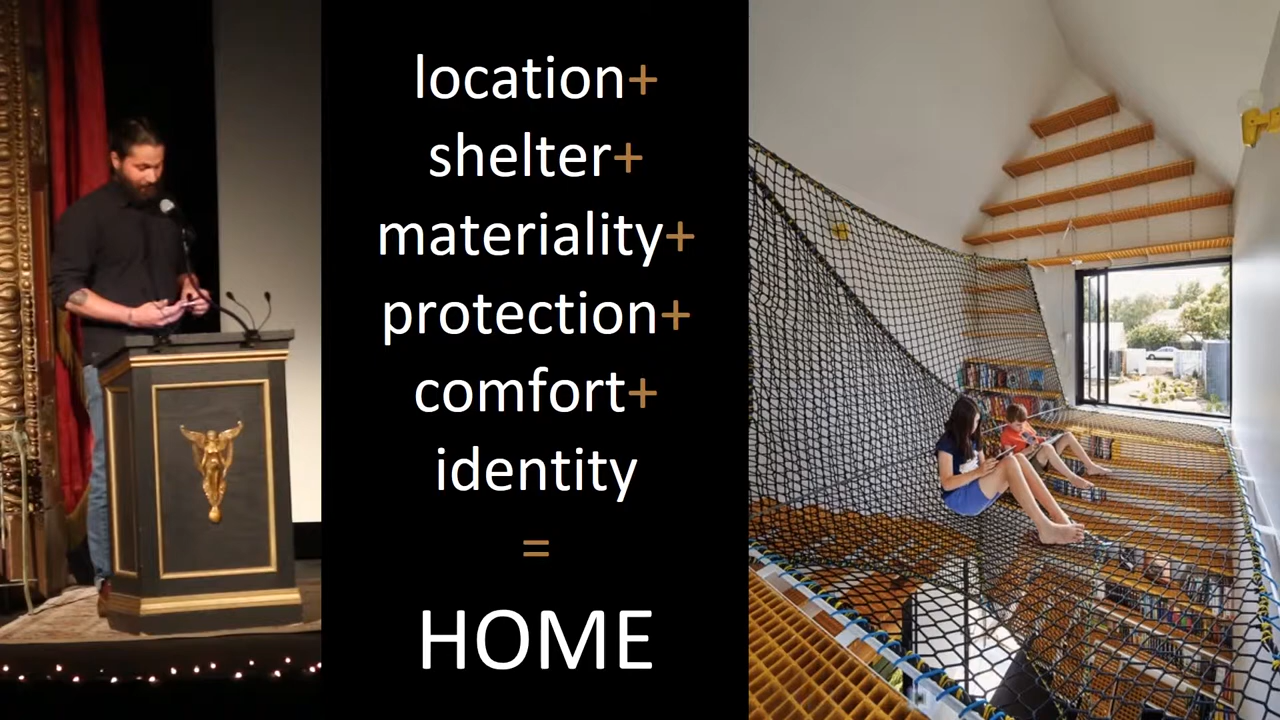 location+
shelter+
materiality+
protection+
comfort+
identity
=
HOME